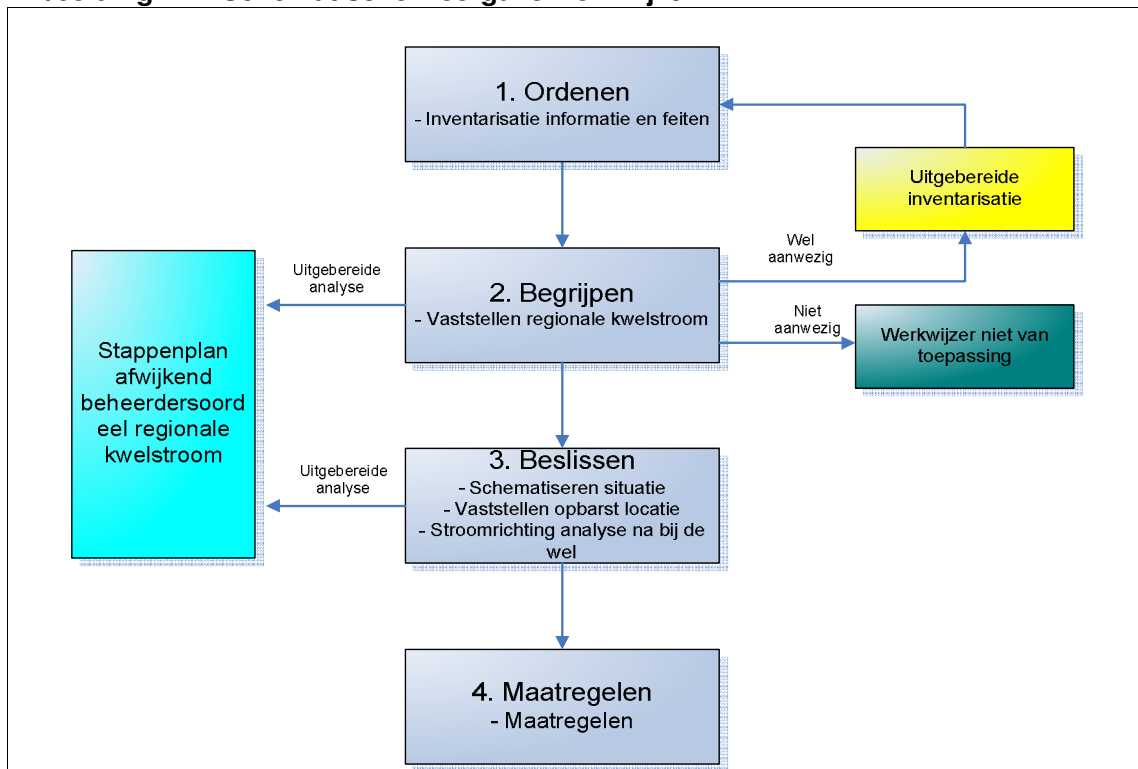 1. Ordenen
- Inventarisatie informatie en feiten
Uitgebereide
inventarisatie
Wel
aanwezig
Uitgebereide
analyse
2. Begrijpen
- Vaststellen regionale kwelstroom
Niet
aanwezig
Werkwijzer niet van
toepassing
Stappenplan
afwijkend
beheerdersoord
eel regionale
kwelstroom
Uitgebereide
analyse
3. Beslissen
- Schematiseren situatie
- Vaststellen opbarst locatie
- Stroomrichting analyse na bij de
wel
4. Maatregelen
- Maatregelen